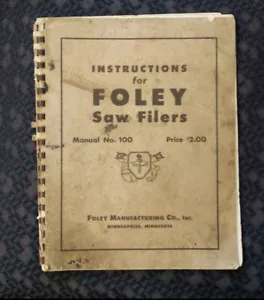 INSTRUCTIONS
for
FOLEY
Saw Filers
Manual No. 100 Price $2.00
FOLEY MANUFACTURING CO., Inc.
MINNEAPOLIS, MINNESOTA